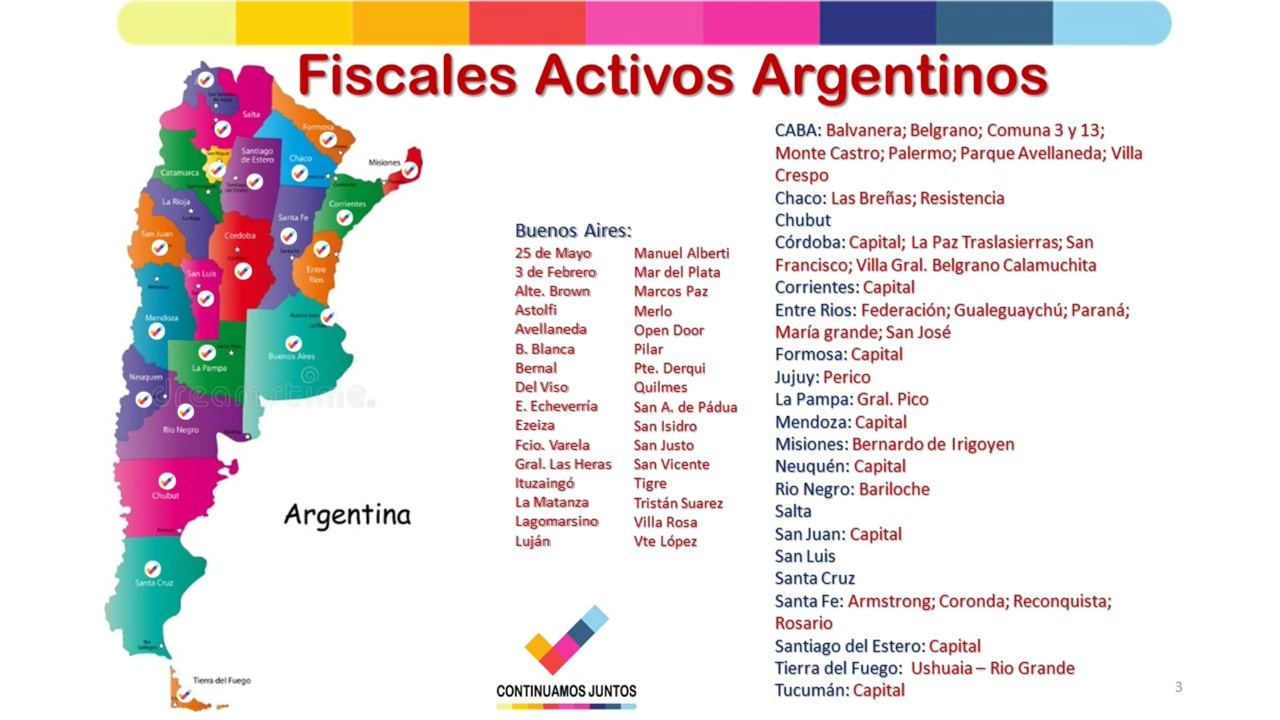 Fiscales Activos Argentinos
Salta
Formosa
Santiago
de Estero
Chaco
Misiones
Catamarca
Corrientes
La Rioja
Santa Fe
San Juan
Cordoba
Entre
Rios
San Luis
Mendoza
Buenos Aires
La Pampa
Neuquen
Rio Negro
Chubut
Santa Cruz
Tierra del Fuego
dreamstime.
Argentina
Buenos Aires:
25 de Mayo
3 de Febrero
Alte. Brown
Astolfi
Avellaneda
B. Blanca
Bernal
Del Viso
E. Echeverría
Ezeiza
Fcio. Varela
Gral. Las Heras
Ituzaingó
La Matanza
Lagomarsino
Luján
Manuel Alberti
Mar del Plata
Marcos Paz
Merlo
Open Door
Pilar
Pte. Derqui
Quilmes
San A. de Pádua
San Isidro
San Justo
San Vicente
Tigre
Tristán Suarez
Villa Rosa
Vte López
CABA: Balvanera; Belgrano; Comuna 3 y 13;
Monte Castro; Palermo; Parque Avellaneda; Villa
Crespo
Chaco: Las Breñas; Resistencia
Chubut
Córdoba: Capital; La Paz Traslasierras; San
Francisco; Villa Gral. Belgrano Calamuchita
Corrientes: Capital
Entre Rios: Federación; Gualeguaychú; Paraná;
María grande; San José
Formosa: Capital
Jujuy: Perico
La Pampa: Gral. Pico
Mendoza: Capital
Misiones: Bernardo de Irigoyen
Neuquén: Capital
Rio Negro: Bariloche
Salta
San Juan: Capital
San Luis
Santa Cruz
Santa Fe: Armstrong; Coronda; Reconquista;
Rosario
Santiago del Estero: Capital
Tierra del Fuego: Ushuaia – Rio Grande
Tucumán: Capital
CONTINUAMOS JUNTOS
3